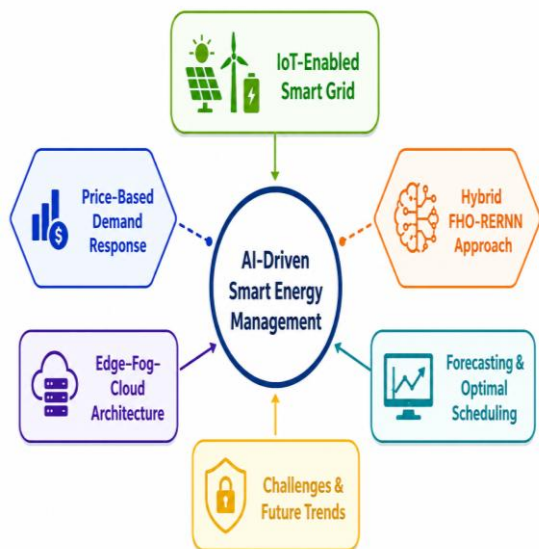 IoT-Enabled
Smart Grid
Price-Based
Demand
Response
Hybrid
FHO-RERNN
Approach
AI-Driven
Smart Energy
Management
Edge–Fog–
Cloud
Architecture
Forecasting &
Optimal
Scheduling
Challenges &
Future Trends